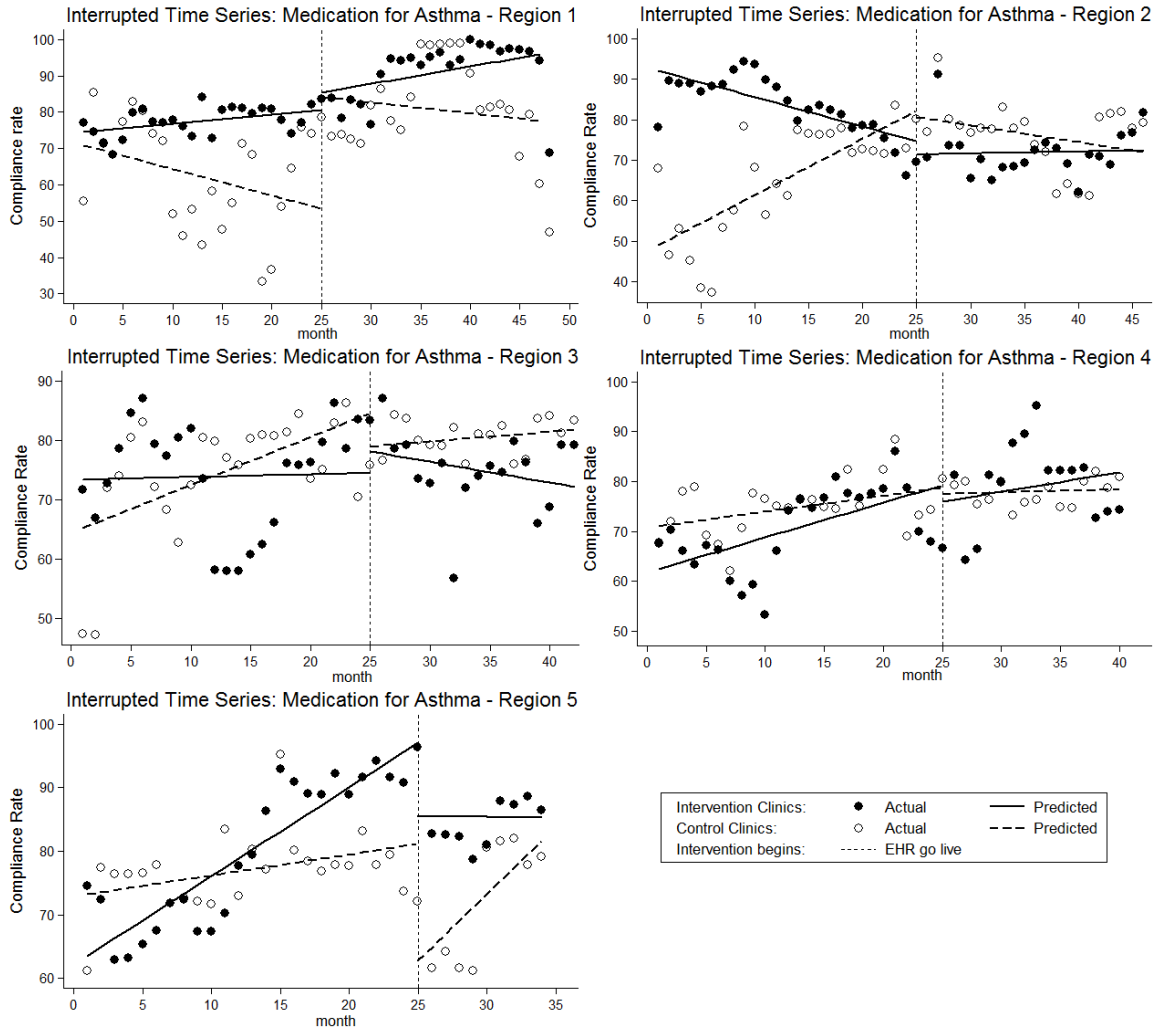 Interrupted Time Series: Medication for Asthma - Region 1
Compliance rate
100
90
80
70
60
50
40
30
0 5 10 15 20 25 30 35 40 45 50
month
Interrupted Time Series: Medication for Asthma - Region 2
Compliance Rate
100
90
80
70
60
50
40
0 5 10 15 20 25 30 35 40 45
month
Interrupted Time Series: Medication for Asthma - Region 3
Compliance Rate
90
80
70
60
50
0 5 10 15 20 25 30 35 40
month
Interrupted Time Series: Medication for Asthma - Region 4
Compliance Rate
100
90
80
70
60
50
0 5 10 15 20 25 30 35 40
month
Interrupted Time Series: Medication for Asthma - Region 5
Compliance Rate
100
90
80
70
60
0 5 10 15 20 25 30 35
month
Intervention Clinics: Actual Predicted
Control Clinics: Actual Predicted
Intervention begins: EHR go live